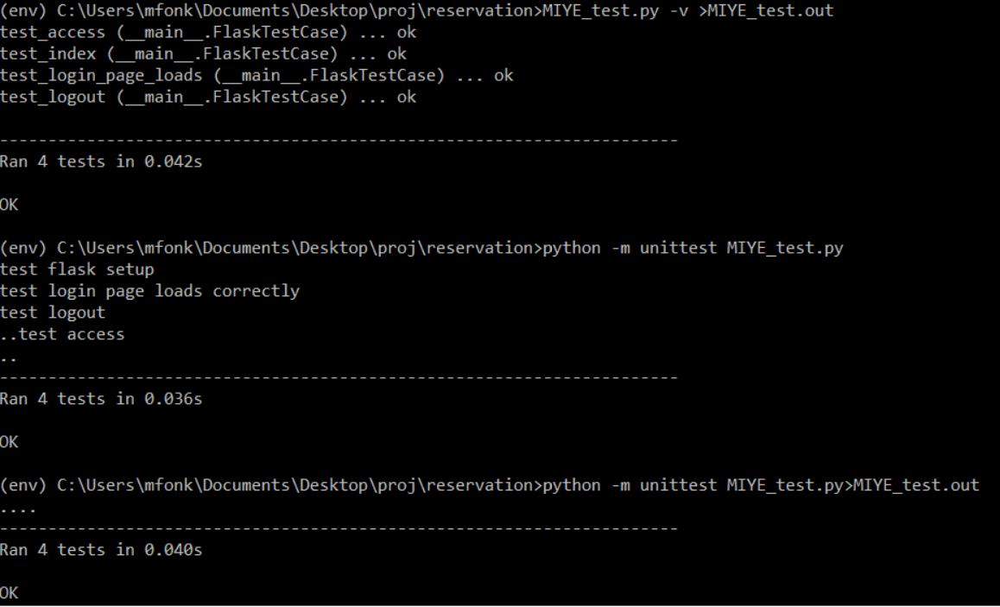 (env) C:\Users\mfonk\Documents\Desktop\proj\reservation>MIYE_test.py -v >MIYE_test.out
test_access (__main__.FlaskTestCase) ... ok
test_index (__main__.FlaskTestCase) ... ok
test_login_page_loads (__main__.FlaskTestCase) ... ok
test_logout (__main__.FlaskTestCase) ... ok
----------------------------------------------------------------------
Ran 4 tests in 0.042s
OK
(env) C:\Users\mfonk\Documents\Desktop\proj\reservation>python -m unittest MIYE_test.py
test flask setup
test login page loads correctly
test logout
..test access
..
----------------------------------------------------------------------
Ran 4 tests in 0.036s
OK
(env) C:\Users\mfonk\Documents\Desktop\proj\reservation>python -m unittest MIYE_test.py>MIYE_test.out
....
----------------------------------------------------------------------
Ran 4 tests in 0.040s
OK